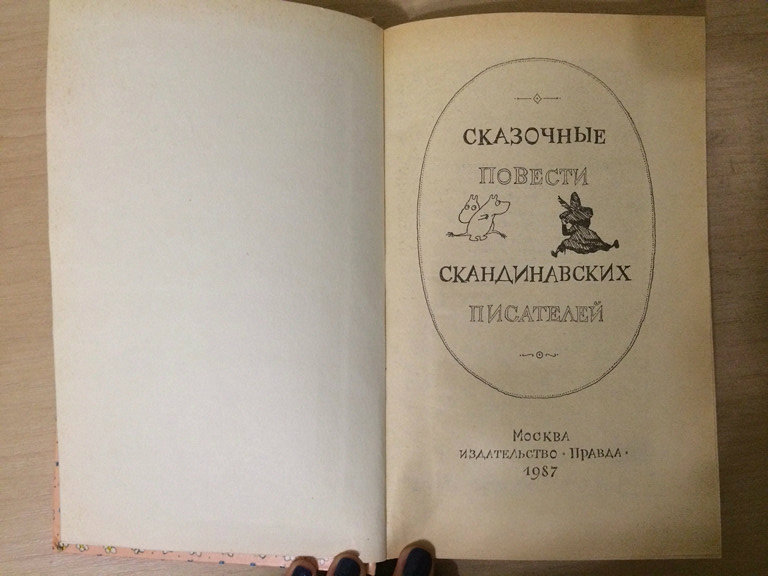 СКАЗОЧНЫЕ
ПОВЕСТИ
СКАНДИНАВСКИХ
ПИСАТЕЛЕЙ
МОСКВА
ИЗДАТЕЛЬСТВО • ПРАВДА •
1987